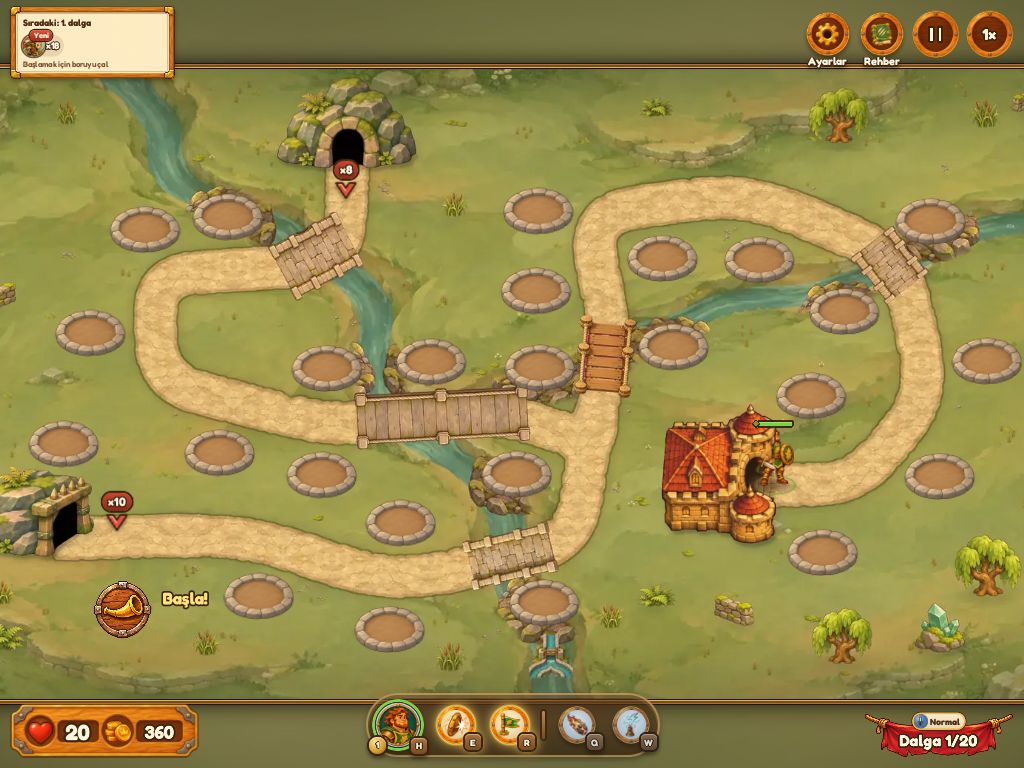 Sıradaki: 1. dalga
Yeni
x18
Başlamak için boruyu çal
Ayarlar
Rehber
1x
x8
x10
Başla!
20
360
1
H
E
R
Q
W
Normal
Dalga 1/20